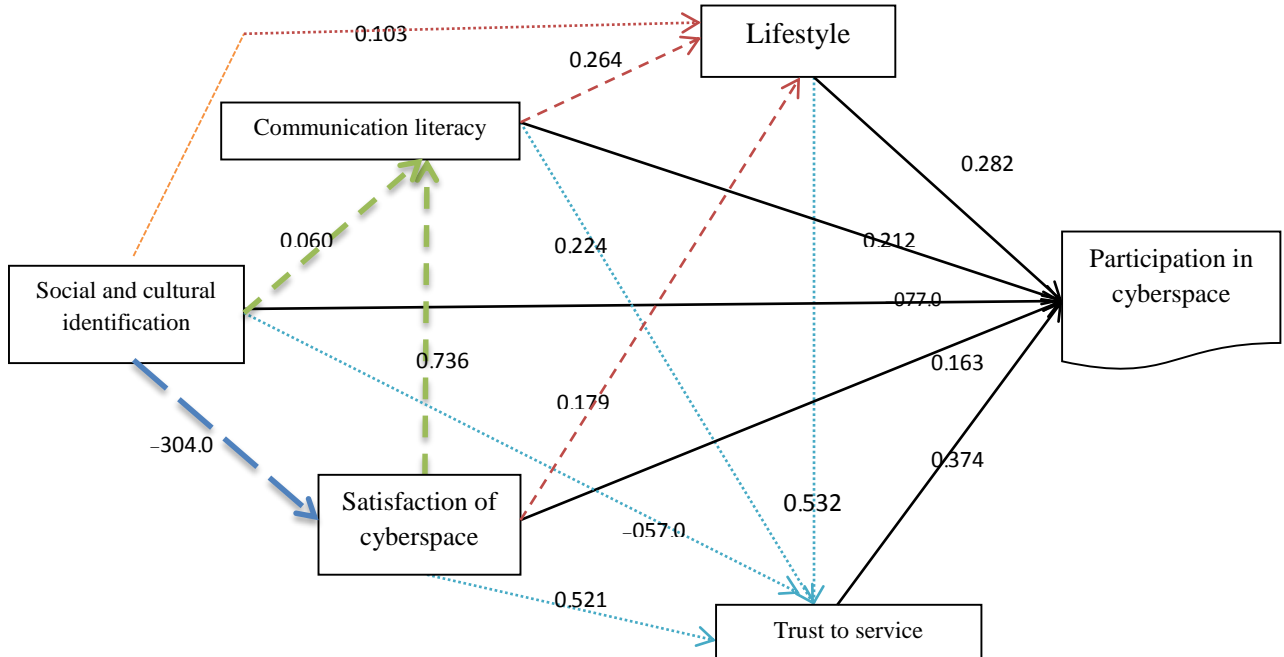 0.103
Lifestyle
0.264
Communication literacy
0.282
0.060
0.224
0.212
Social and cultural
identification
077.0
Participation in
cyberspace
0.736
0.163
0.179
–304.0
0.374
Satisfaction of
cyberspace
0.532
–057.0
0.521
Trust to service